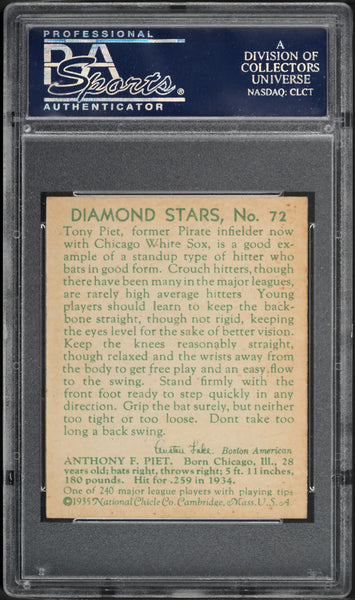 PROFESSIONAL
PSA
Sports
AUTHENTICATOR
A
DIVISION OF
COLLECTORS
UNIVERSE
NASDAQ: CLCT
DIAMOND STARS, No. 72
Tony Piet, former Pirate infielder now
with Chicago White Sox, is a good ex-
ample of a standup type of hitter who
bats in good form. Crouch hitters, though
there have been many in the major leagues,
are rarely high average hitters Young
players should learn to keep the back-
bone straight, though not rigid, keeping
the eyes level for the sake of better vision.
Keep the knees reasonably straight,
though relaxed and the wrists away from
the body to get free play and an easy flow
to the swing. Stand firmly with the
front foot ready to step quickly in any
direction. Grip the bat surely, but neither
too tight or too loose. Dont take too
long a back swing.
Austen Lake Boston American
ANTHONY F. PIET. Born Chicago, Ill., 28
years old; bats right, throws right; 5 ft. 11 inches,
180 pounds. Hit for .259 in 1934.
One of 240 major league players with playing tips
©1935 National Chicle Co. Cambridge, Mass. U. S. A.